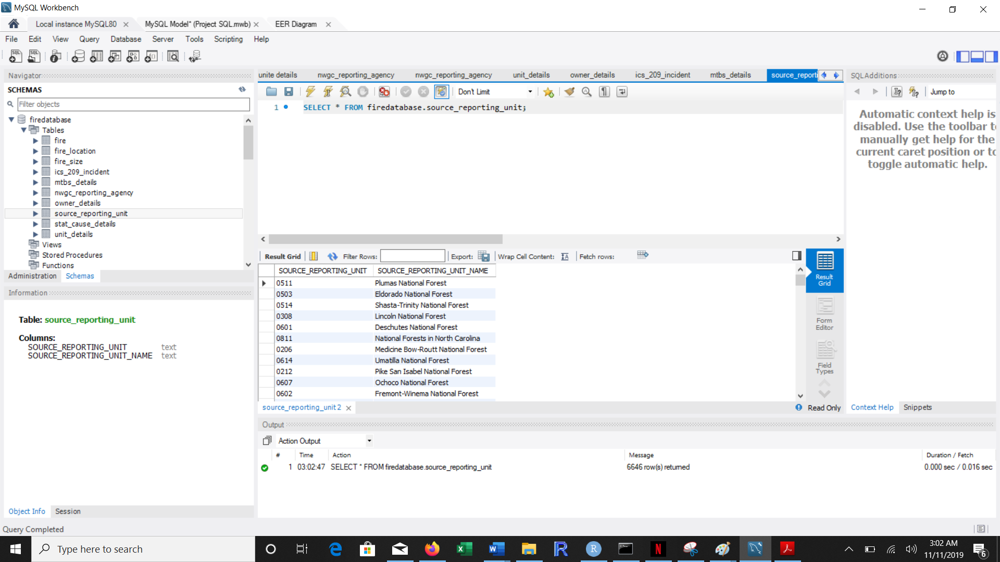 MySQL Workbench
Local instance MySQL80
MySQL Model* (Project SQL.mwb)
EER Diagram
File Edit View Query Database Server Tools Scripting Help
Navigator
SCHEMAS
Filter objects
firedatabase
Tables
fire
fire_location
fire_size
ics_209_incident
mtbs_details
nwgc_reporting_agency
owner_details
source_reporting_unit
stat_cause_details
unit_details
Views
Stored Procedures
Functions
Administration Schemas
Information
Table: source_reporting_unit
Columns:
SOURCE_REPORTING_UNIT text
SOURCE_REPORTING_UNIT_NAME text
Object Info Session
Query Completed
unite details nwgc_reporting_agency nwgc_reporting_agency unit_details owner_details ics_209_incident mtbs_details source_reporti
Don't Limit
1 SELECT * FROM firedatabase.source_reporting_unit;
Result Grid Filter Rows: Export: Wrap Cell Content: Fetch rows:
SOURCE_REPORTING_UNIT SOURCE_REPORTING_UNIT_NAME
0511 Plumas National Forest
0503 Eldorado National Forest
0514 Shasta-Trinity National Forest
0308 Lincoln National Forest
0601 Deschutes National Forest
0811 National Forests in North Carolina
0206 Medicine Bow-Routt National Forest
0614 Umatilla National Forest
0212 Pike San Isabel National Forest
0607 Ochoco National Forest
0602 Fremont-Winema National Forest
Result
Grid
Form
Editor
Field
Types
source_reporting_unit 2
Read Only
SQLAdditions
Jump to
Automatic context help is
disabled. Use the toolbar to
manually get help for the
current caret position or to
toggle automatic help.
Context Help Snippets
Output
Action Output
# Time Action Message Duration / Fetch
1 03:02:47 SELECT * FROM firedatabase.source_reporting_unit 6646 row(s) returned 0.000 sec / 0.016 sec
Type here to search
3:02 AM
11/11/2019
6